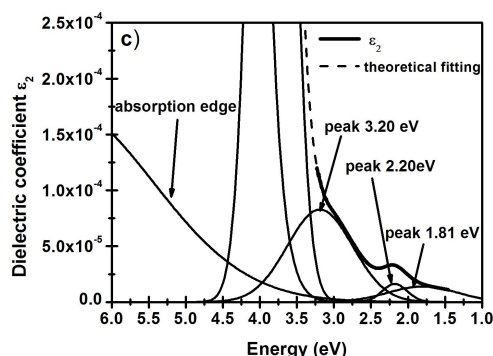 c)
ε2
theoretical fitting
absorption edge
peak 3.20 eV
peak 2.20eV
peak 1.81 eV
Dielectric coefficient ε2
2.5x10-4
2.0x10-4
1.5x10-4
1.0x10-4
5.0x10-5
0.0
6.0 5.5 5.0 4.5 4.0 3.5 3.0 2.5 2.0 1.5 1.0
Energy (eV)